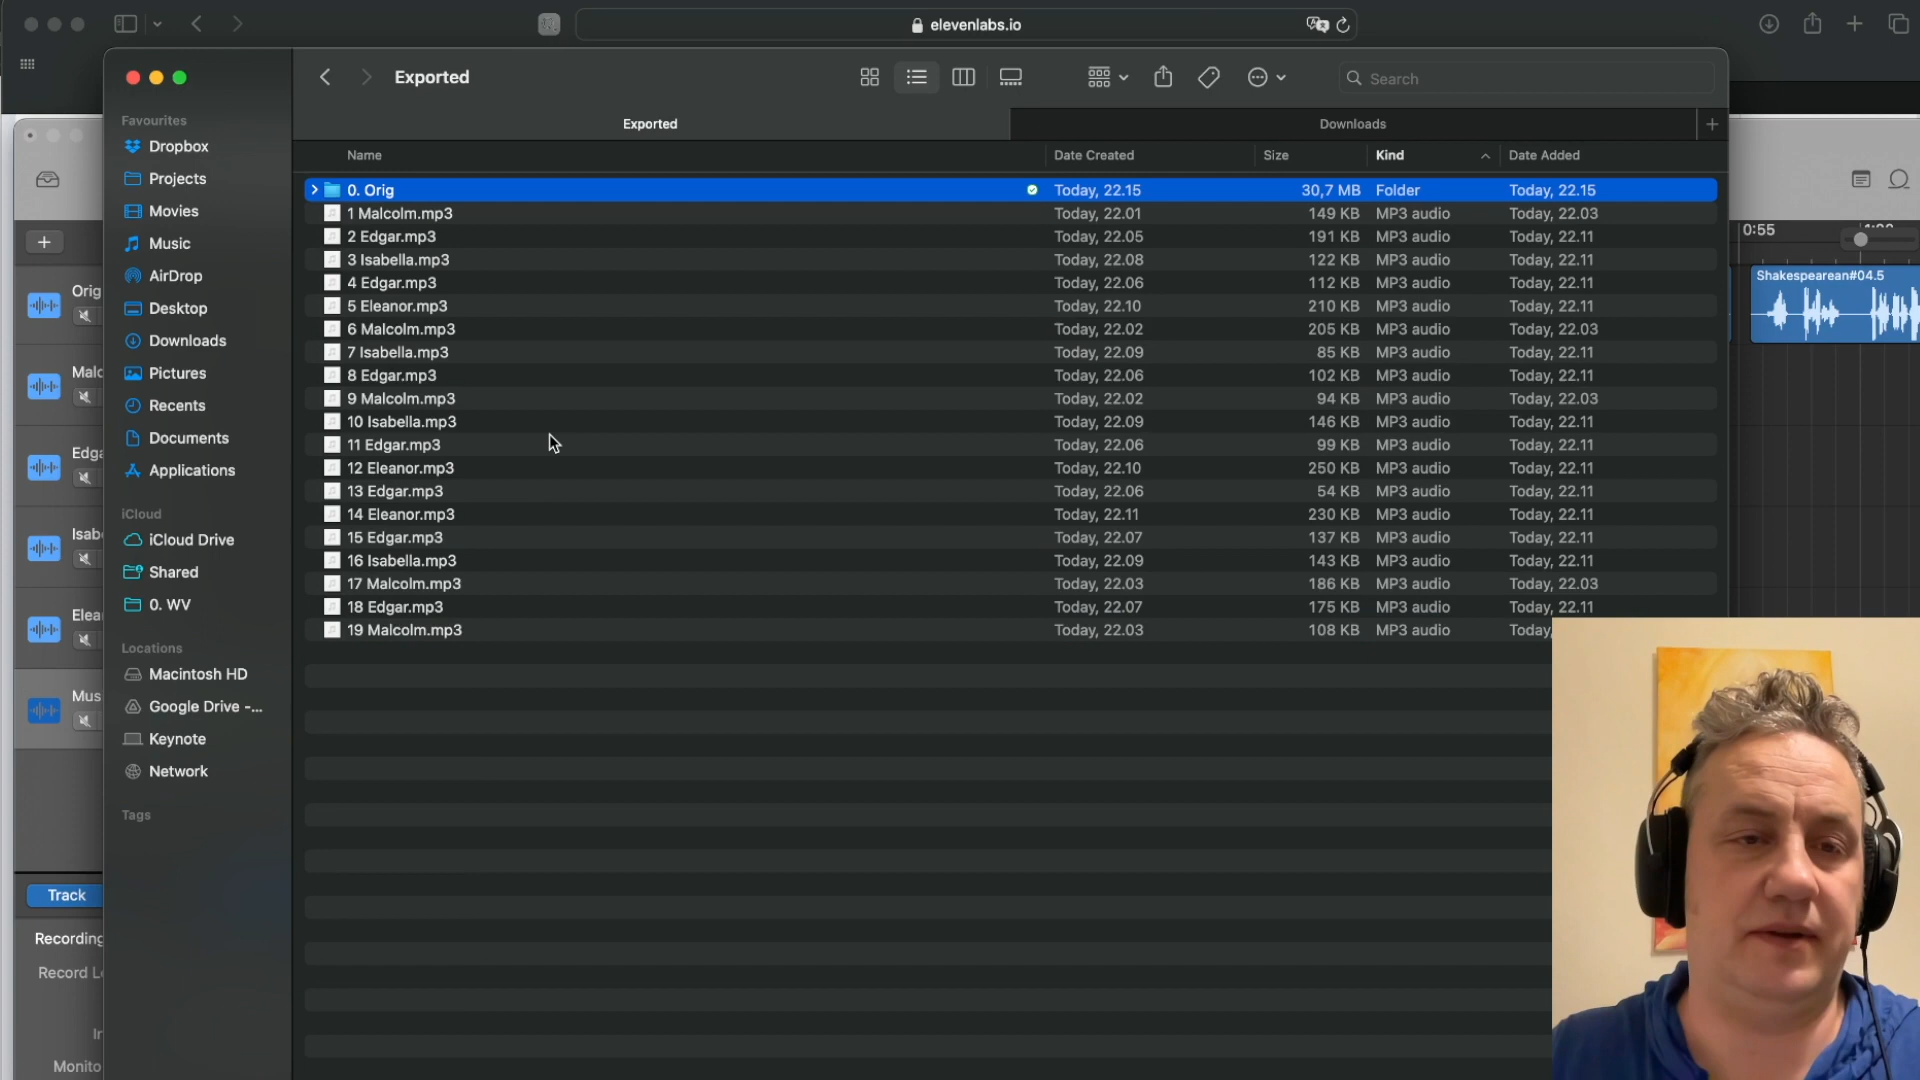 elevenlabs.io
Exported
Search
Exported
Downloads
Name
Date Created
Size
Kind
Date Added
0. Orig Today, 22.15 30,7 MB Folder Today, 22.15
1 Malcolm.mp3 Today, 22.01 149 KB MP3 audio Today, 22.03
2 Edgar.mp3 Today, 22.05 191 KB MP3 audio Today, 22.11
3 Isabella.mp3 Today, 22.08 122 KB MP3 audio Today, 22.11
4 Edgar.mp3 Today, 22.06 112 KB MP3 audio Today, 22.11
5 Eleanor.mp3 Today, 22.10 210 KB MP3 audio Today, 22.11
6 Malcolm.mp3 Today, 22.02 205 KB MP3 audio Today, 22.03
7 Isabella.mp3 Today, 22.09 85 KB MP3 audio Today, 22.11
8 Edgar.mp3 Today, 22.06 102 KB MP3 audio Today, 22.11
9 Malcolm.mp3 Today, 22.02 94 KB MP3 audio Today, 22.03
10 Isabella.mp3 Today, 22.09 146 KB MP3 audio Today, 22.11
11 Edgar.mp3 Today, 22.06 99 KB MP3 audio Today, 22.11
12 Eleanor.mp3 Today, 22.10 250 KB MP3 audio Today, 22.11
13 Edgar.mp3 Today, 22.06 54 KB MP3 audio Today, 22.11
14 Eleanor.mp3 Today, 22.11 230 KB MP3 audio Today, 22.11
15 Edgar.mp3 Today, 22.07 137 KB MP3 audio Today, 22.11
16 Isabella.mp3 Today, 22.09 143 KB MP3 audio Today, 22.11
17 Malcolm.mp3 Today, 22.03 186 KB MP3 audio Today, 22.03
18 Edgar.mp3 Today, 22.07 175 KB MP3 audio Today, 22.11
19 Malcolm.mp3 Today, 22.03 108 KB MP3 audio Today,
Favourites
Dropbox
Projects
Movies
Music
AirDrop
Desktop
Downloads
Pictures
Recents
Documents
Applications
iCloud
iCloud Drive
Shared
0. WV
Locations
Macintosh HD
Google Drive -...
Keynote
Network
Tags
Orig
Malc
Edga
Isab
Elea
Mus
Track
Recording
Record L
In
Monito
0:55
Shakespearean#04.5